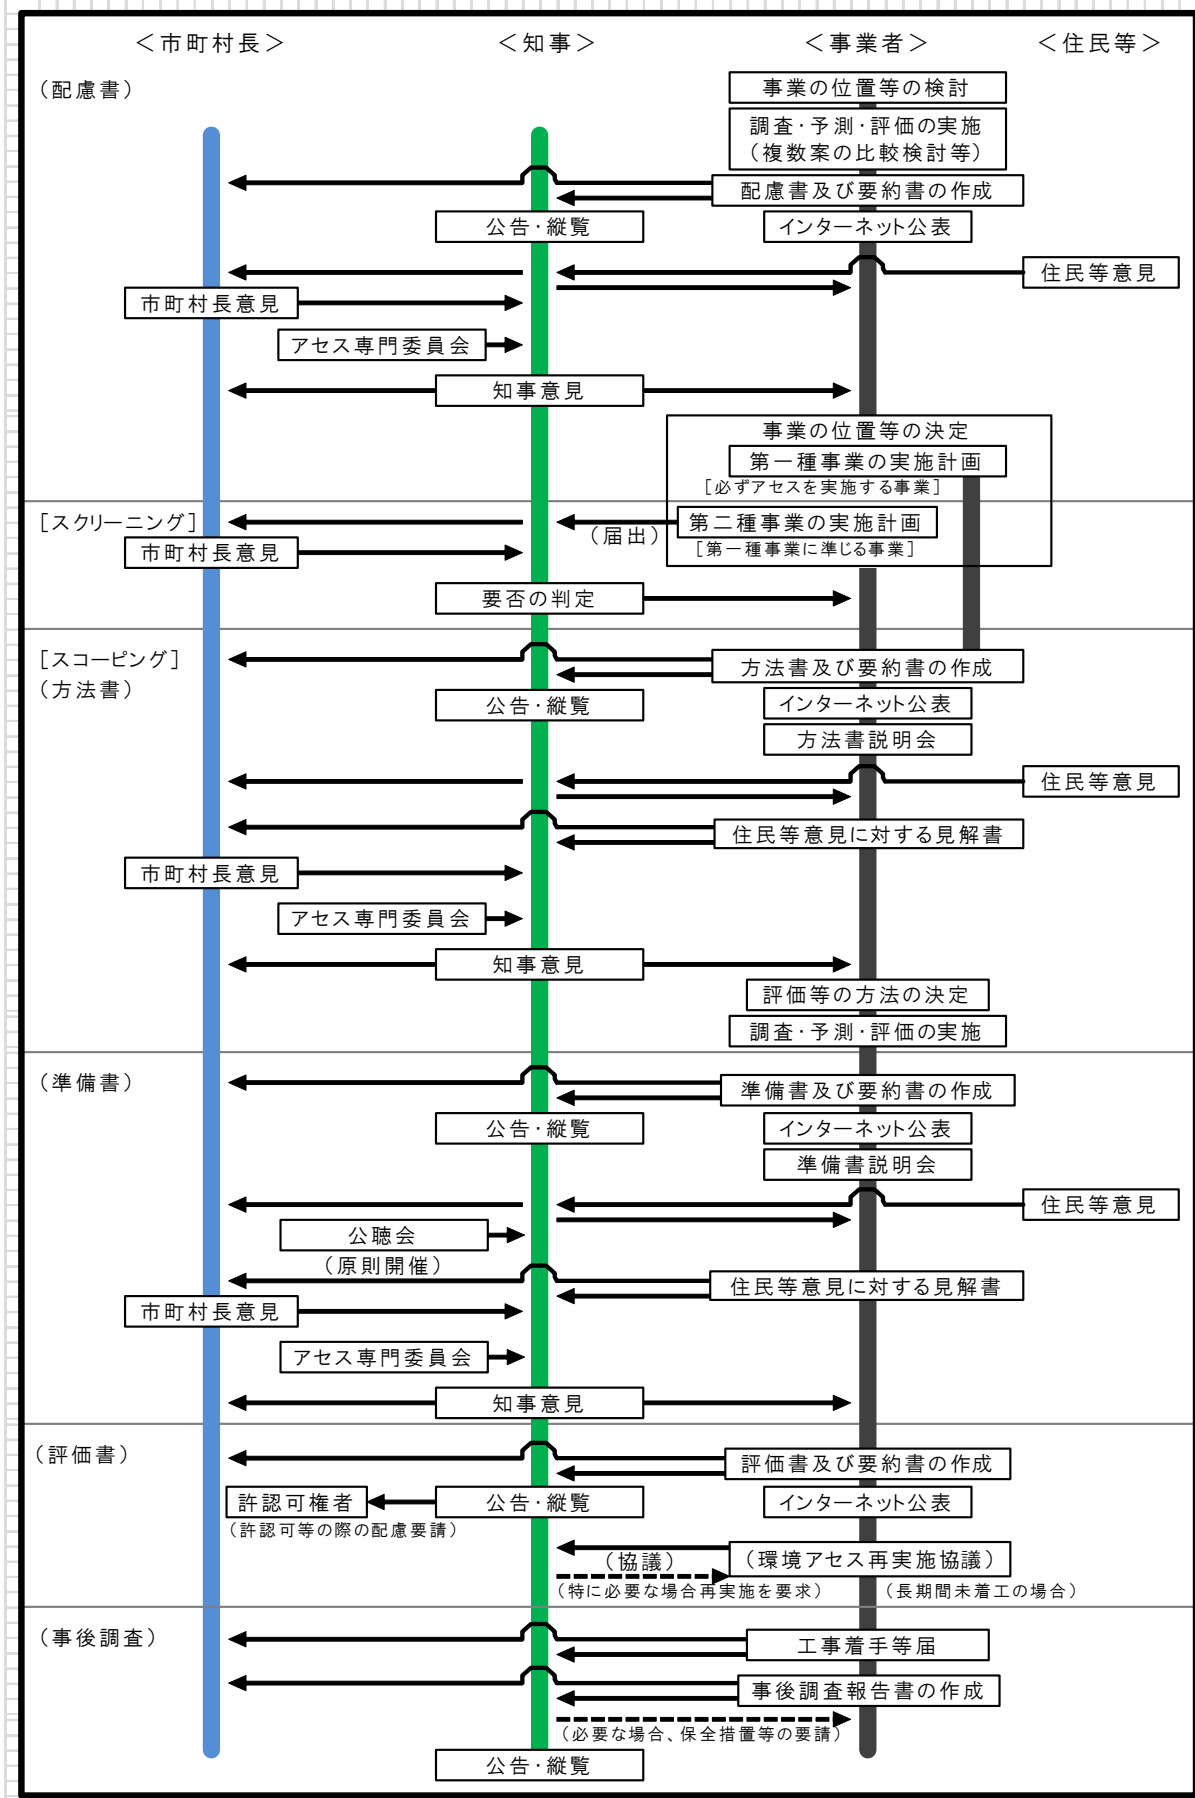 ＜市町村長＞ ＜知事＞ ＜事業者＞ ＜住民等＞
（配慮書）
事業の位置等の検討
調査・予測・評価の実施
（複数案の比較検討等）
配慮書及び要約書の作成
公告・縦覧 インターネット公表
住民等意見
市町村長意見
アセス専門委員会
知事意見
事業の位置等の決定
第一種事業の実施計画
［必ずアセスを実施する事業］
［スクリーニング］ （届出） 第二種事業の実施計画
市町村長意見 ［第一種事業に準じる事業］
要否の判定
［スコーピング］ 方法書及び要約書の作成
（方法書）
公告・縦覧 インターネット公表
方法書説明会
住民等意見
住民等意見に対する見解書
市町村長意見
アセス専門委員会
知事意見
評価等の方法の決定
調査・予測・評価の実施
（準備書） 準備書及び要約書の作成
公告・縦覧 インターネット公表
準備書説明会
住民等意見
公聴会
（原則開催）
住民等意見に対する見解書
市町村長意見
アセス専門委員会
知事意見
（評価書） 評価書及び要約書の作成
許認可権者 公告・縦覧 インターネット公表
（許認可等の際の配慮要請）
（協議） （環境アセス再実施協議）
（特に必要な場合再実施を要求） （長期間未着工の場合）
（事後調査） 工事着手等届
事後調査報告書の作成
（必要な場合、保全措置等の要請）
公告・縦覧